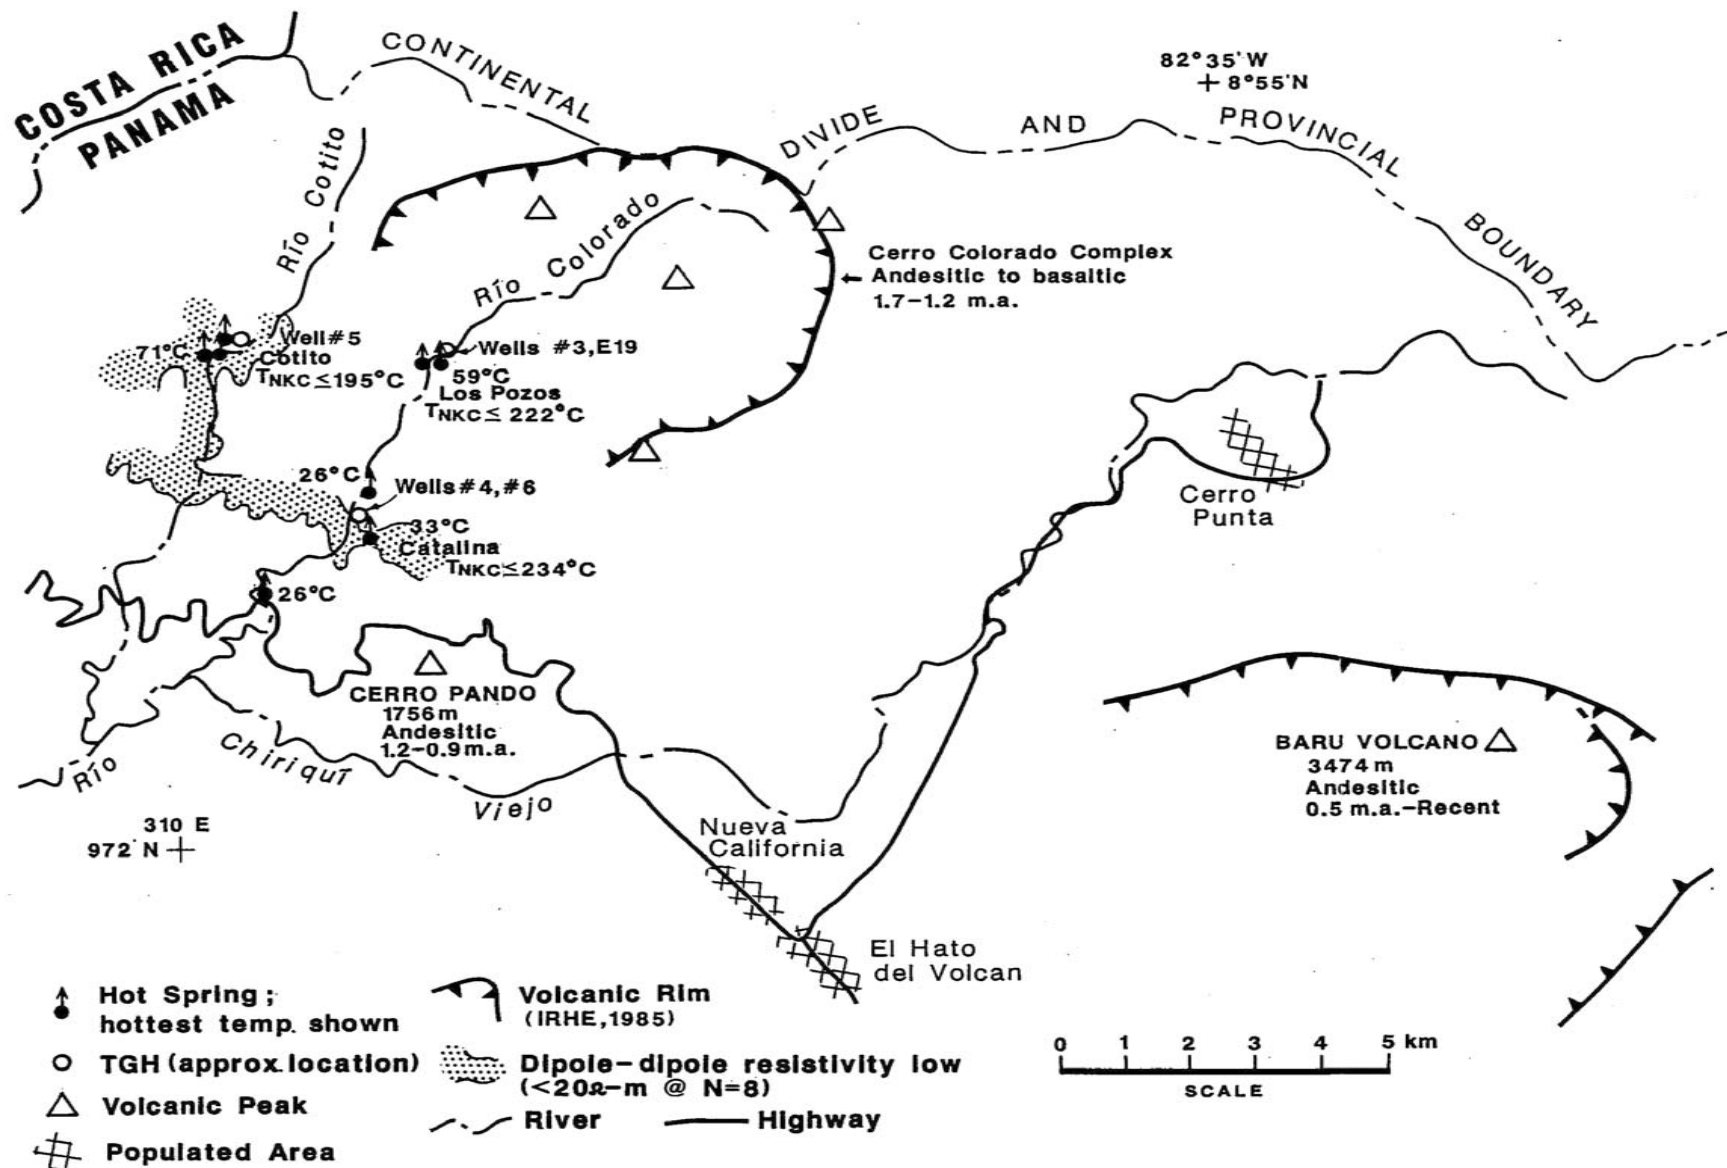 COSTA RICA
PANAMA
CONTINENTAL
DIVIDE AND PROVINCIAL BOUNDARY
82°35'W
+ 8°55'N
Río Cotito
Río Colorado
Cerro Colorado Complex
Andesitic to basaltic
1.7-1.2 m.a.
71°C
Well#5
Cotito
TNKC≤195°C
Wells #3,E19
59°C
Los Pozos
TNKC≤222°C
26°C
Wells#4,#6
33°C
Catalina
TNKC≤234°C
26°C
Cerro
Punta
CERRO PANDO
1756m
Andesitic
1.2-0.9m.a.
Río Chiriquí Viejo
BARU VOLCANO
3474m
Andesitic
0.5 m.a.-Recent
310 E
972' N
Nueva
California
El Hato
del Volcan
Hot Spring;
hottest temp. shown
TGH (approx.location)
Volcanic Peak
Populated Area
Volcanic Rim
(IRHE,1985)
Dipole-dipole resistivity low
(<20Ω-m @ N=8)
River
Highway
0 1 2 3 4 5 km
SCALE